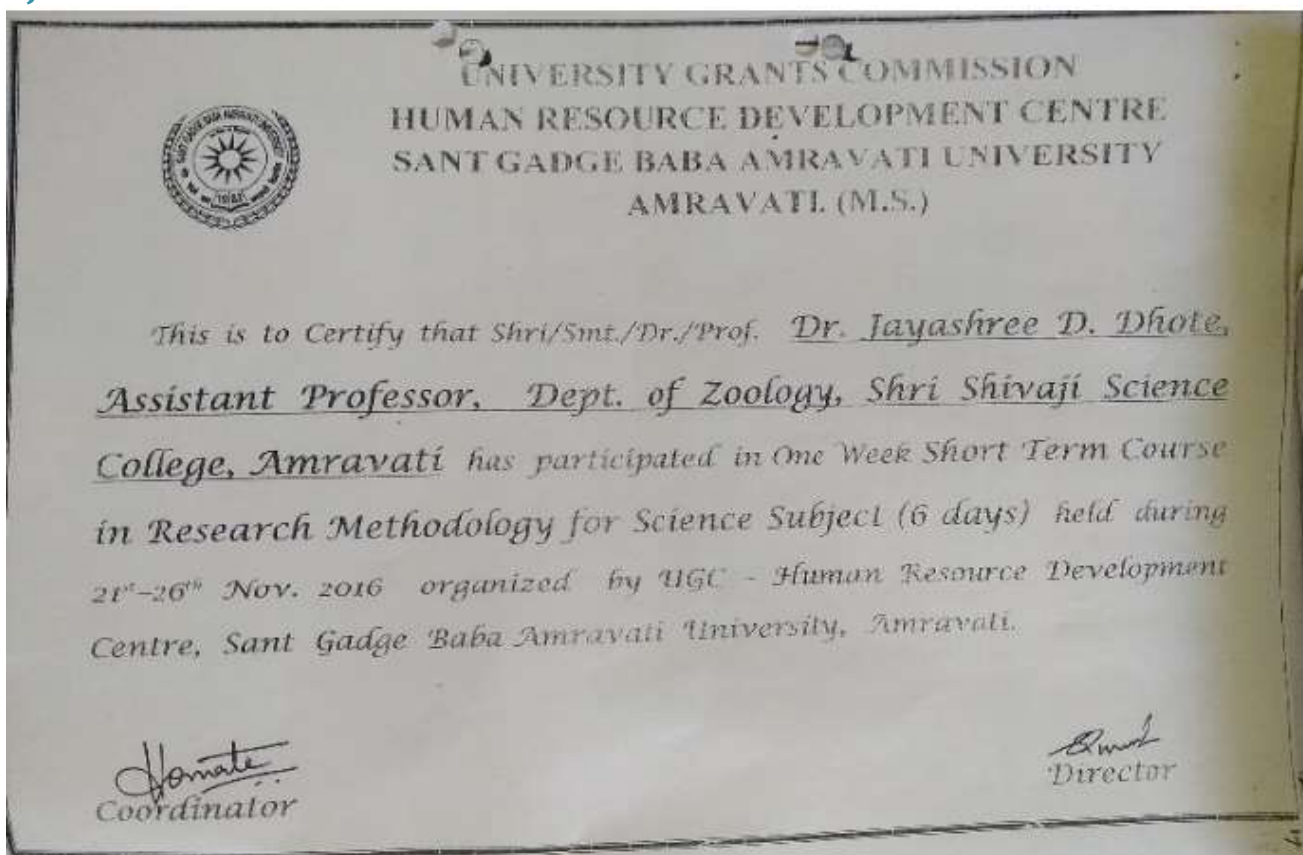 UNIVERSITY GRANTS COMMISSION
HUMAN RESOURCE DEVELOPMENT CENTRE
SANT GADGE BABA AMRAVATI UNIVERSITY
AMRAVATI. (M.S.)
This is to Certify that Shri/Smt./Dr./Prof. Dr. Jayashree D. Dhote,
Assistant Professor, Dept. of Zoology, Shri Shivaji Science
College, Amravati has participated in One Week Short Term Course
in Research Methodology for Science Subject (6 days) held during
21st-26th Nov. 2016 organized by UGC - Human Resource Development
Centre, Sant Gadge Baba Amravati University, Amravati.
Coordinator
Director